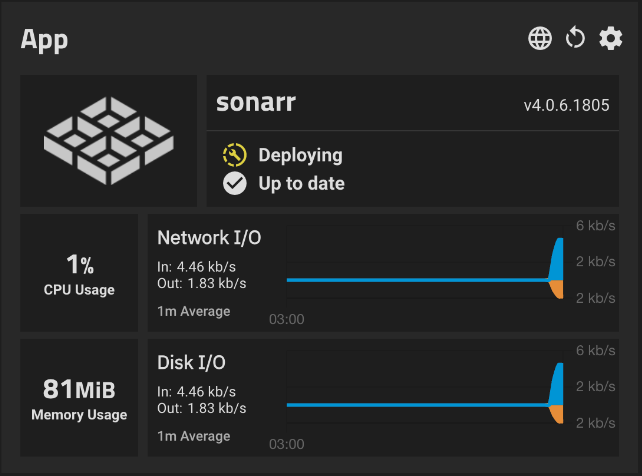 App
sonarr
v4.0.6.1805
Deploying
Up to date
1%
CPU Usage
Network I/O
In: 4.46 kb/s
Out: 1.83 kb/s
1m Average
6 kb/s
2 kb/s
2 kb/s
03:00
81MiB
Memory Usage
Disk I/O
In: 4.46 kb/s
Out: 1.83 kb/s
1m Average
6 kb/s
2 kb/s
2 kb/s
03:00